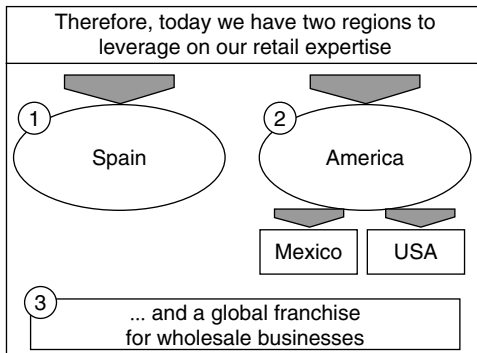 Therefore, today we have two regions to
leverage on our retail expertise
1
Spain
2
America
Mexico
USA
3
... and a global franchise
for wholesale businesses